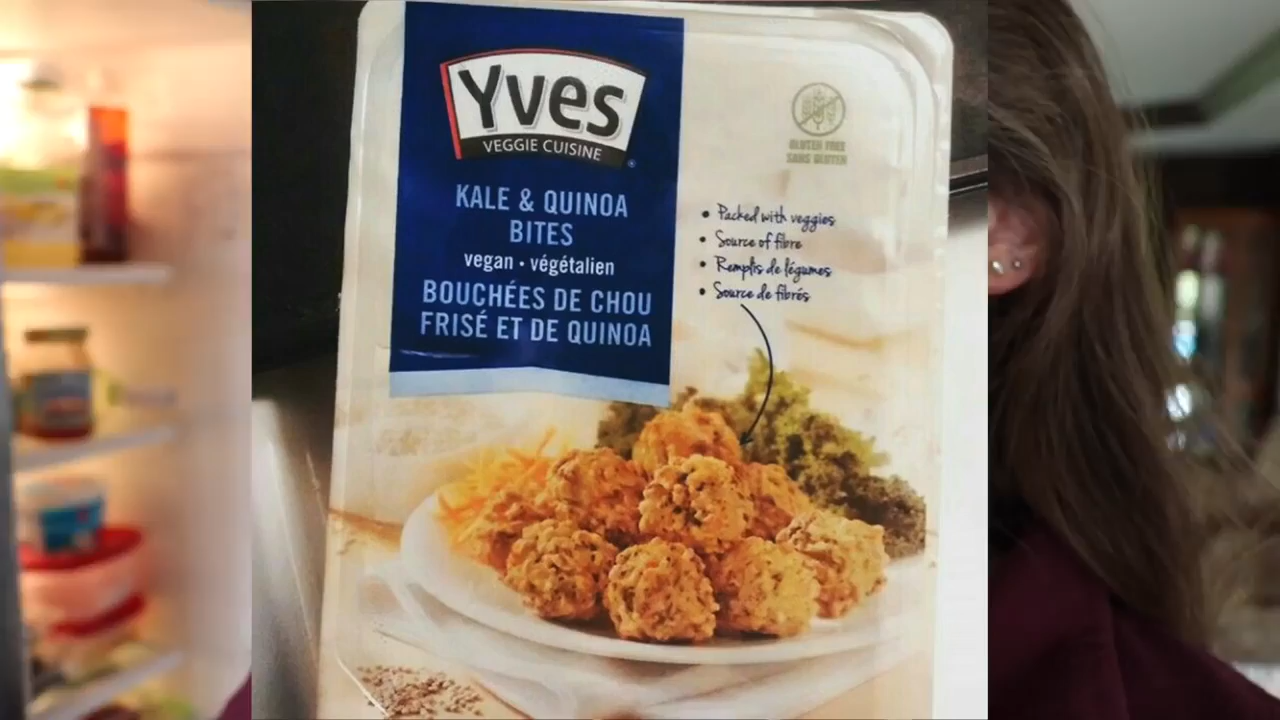 Yves
VEGGIE CUISINE
KALE & QUINOA
BITES
vegan • végétalien
BOUCHÉES DE CHOU
FRISÉ ET DE QUINOA
GLUTEN FREE
SANS GLUTEN
• Packed with veggies
• Source of fibre
• Remplis de légumes
• Source de fibrés